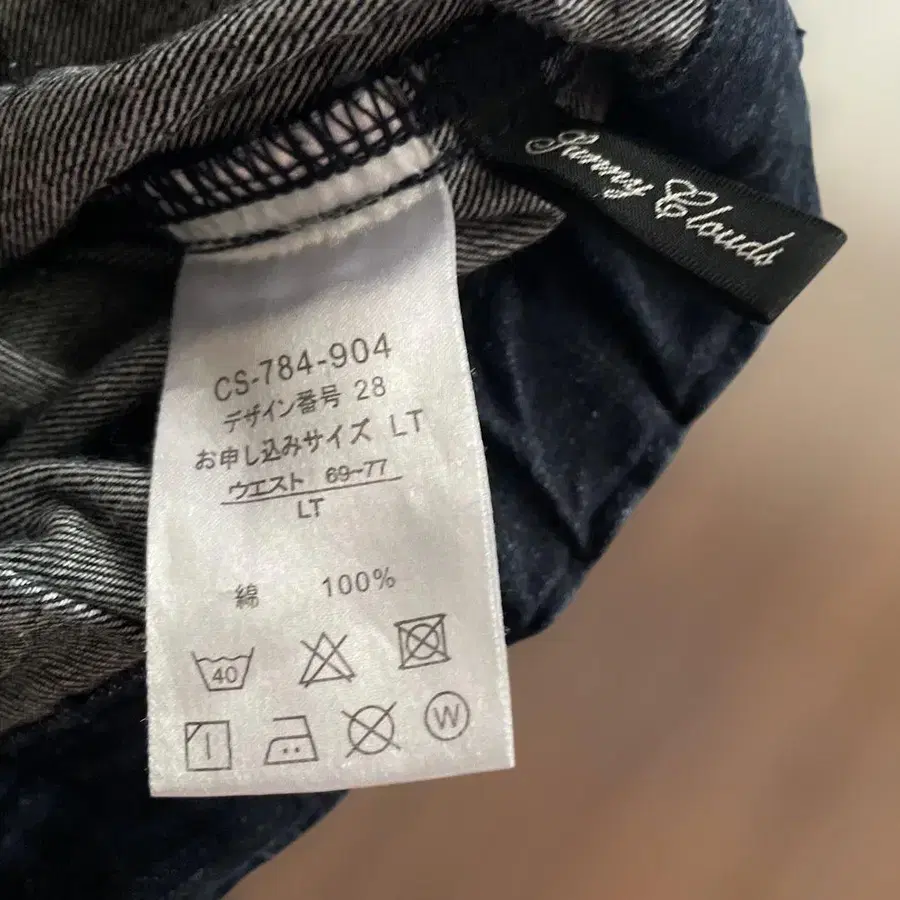 Sunny Clouds
CS-784-904
デザイン番号 28
お申し込みサイズ LT
ウエスト 69~77
LT
綿 100%
40
W